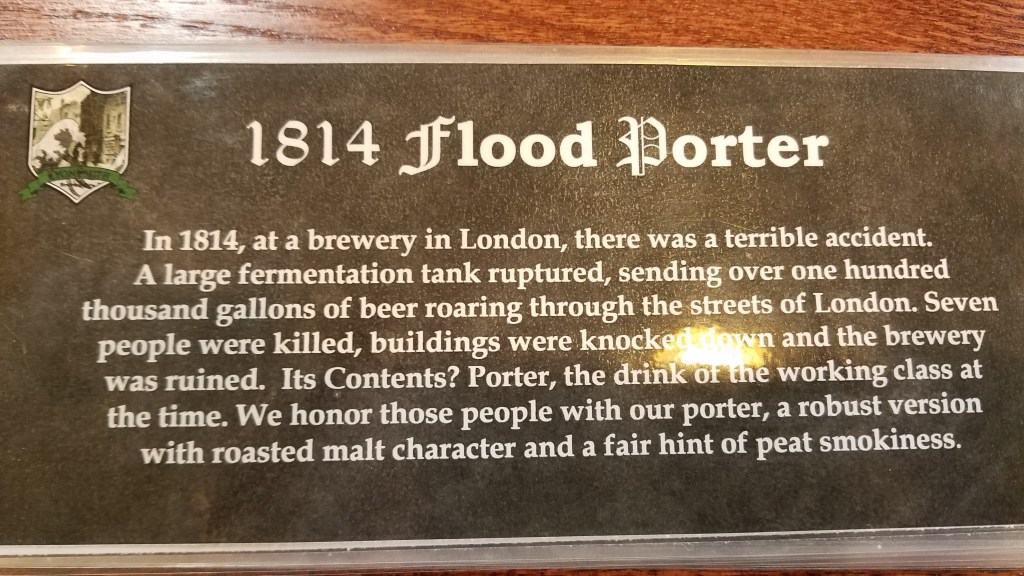 1814 Flood Porter
In 1814, at a brewery in London, there was a terrible accident.
A large fermentation tank ruptured, sending over one hundred
thousand gallons of beer roaring through the streets of London. Seven
people were killed, buildings were knocked down and the brewery
was ruined. Its Contents? Porter, the drink of the working class at
the time. We honor those people with our porter, a robust version
with roasted malt character and a fair hint of peat smokiness.